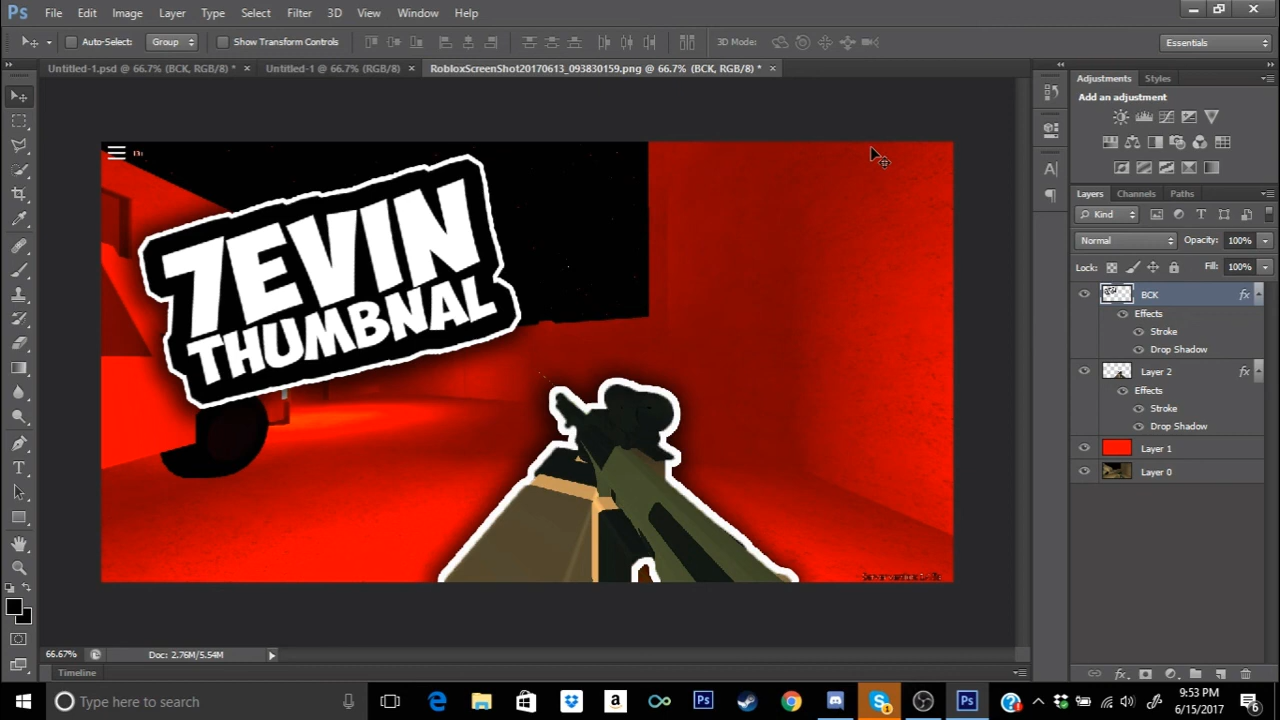 Ps File Edit Image Layer Type Select Filter 3D View Window Help
Auto-Select: Group Show Transform Controls 3D Mode: Essentials
Untitled-1.psd @ 66.7% (BCK, RGB/8) * × Untitled-1 @ 66.7% (RGB/8) × RobloxScreenShot20170613_093830159.png @ 66.7% (BCK, RGB/8) * ×
Adjustments Styles
Add an adjustment
Layers Channels Paths
Kind
Normal Opacity: 100%
Lock: Fill: 100%
BCK fx
Effects
Stroke
Drop Shadow
Layer 2 fx
Effects
Stroke
Drop Shadow
Layer 1
Layer 0
7EVIN
THUMBNAL
66.67% Doc: 2.76M/5.54M
Timeline
Type here to search
9:53 PM
6/15/2017